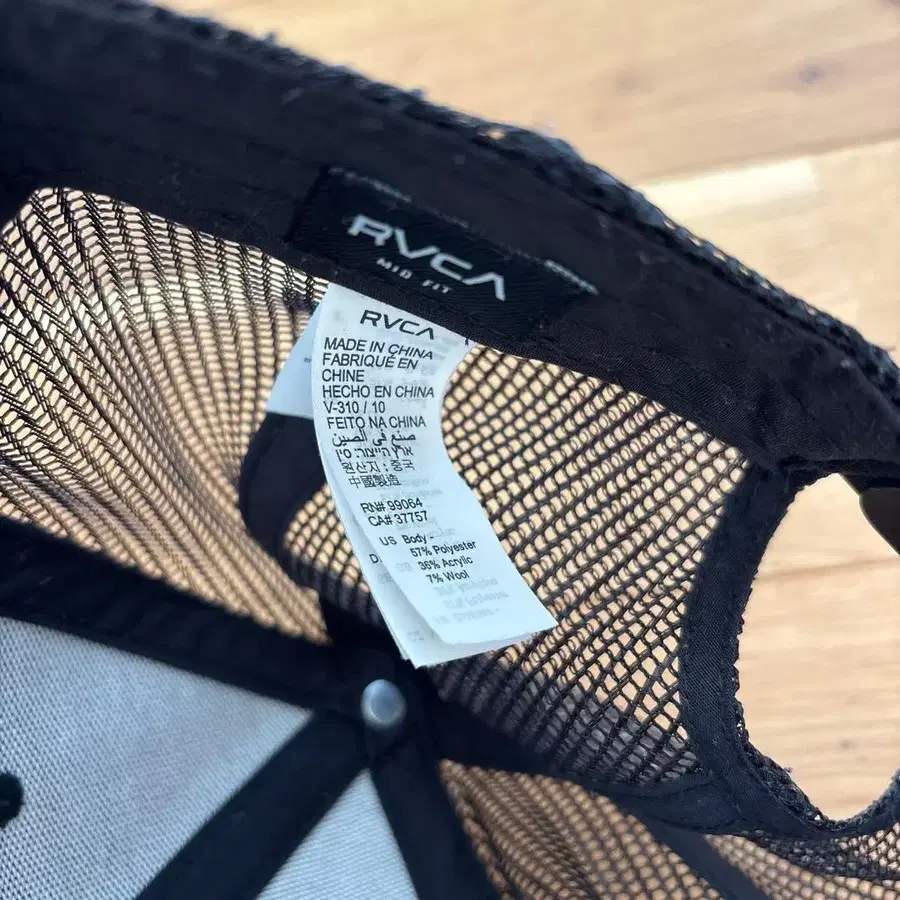 RVCA
MID FIT
RVCA
MADE IN CHINA
FABRIQUÉ EN
CHINE
HECHO EN CHINA
V-310 / 10
FEITO NA CHINA
صنع في الصين
ארץ הייצור: סין
원산지 : 중국
中國製造
RN# 99064
CA# 37757
US Body -
57% Polyester
36% Acrylic
7% Wool